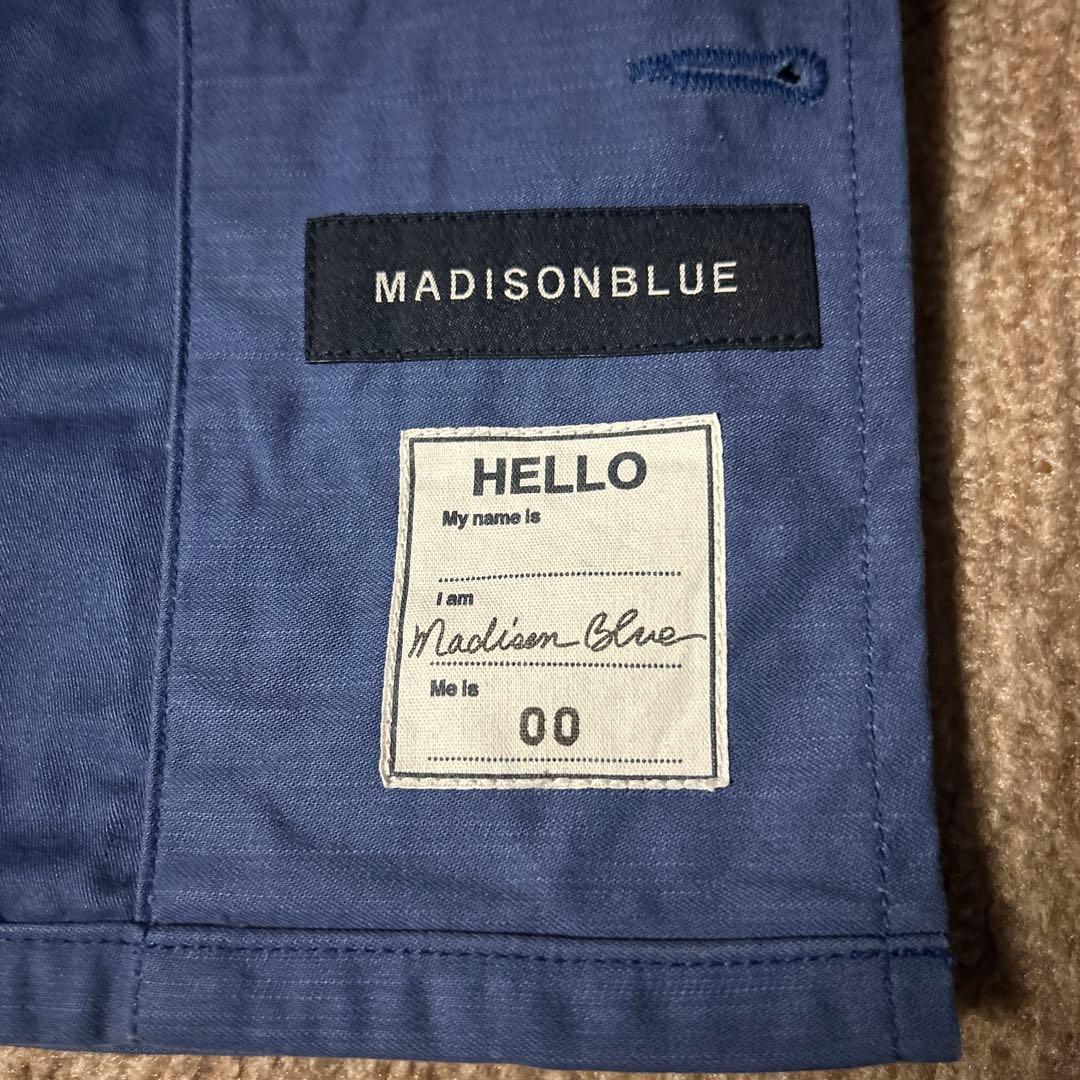 MADISONBLUE
HELLO
My name is
I am
Madison Blue
Me is
00